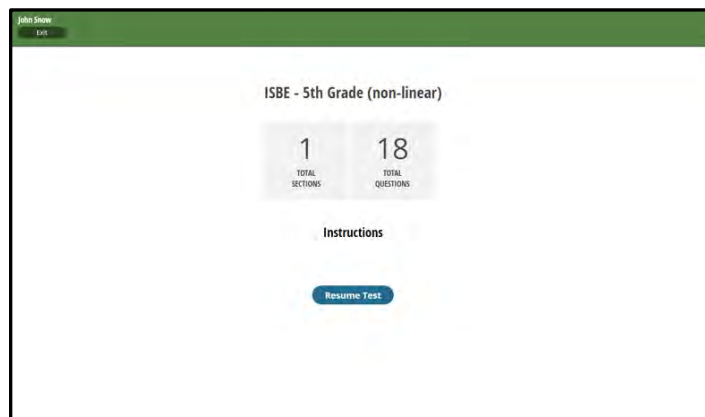 John Snow
Exit
ISBE - 5th Grade (non-linear)
1
TOTAL
SECTIONS
18
TOTAL
QUESTIONS
Instructions
Resume Test